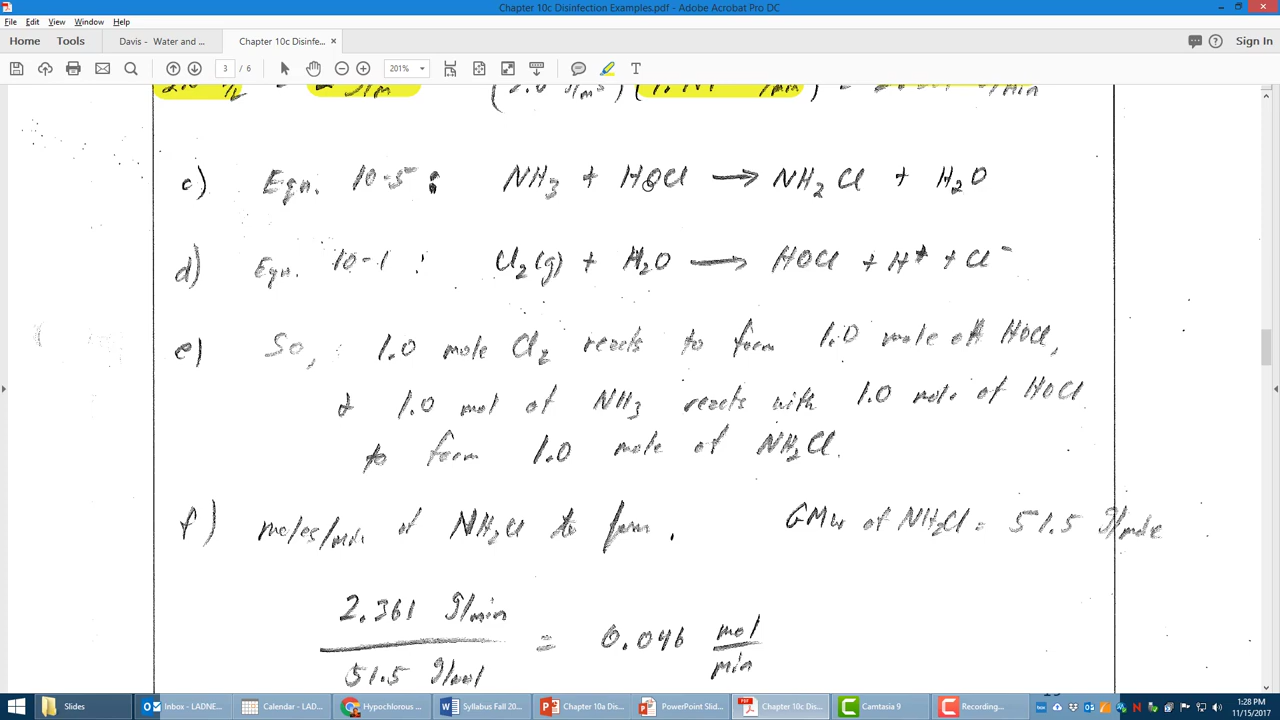 Chapter 10c Disinfection Examples.pdf - Adobe Acrobat Pro DC
File Edit View Window Help
Home Tools Davis - Water and ... Chapter 10c Disinfe... × Sign In
3 / 6 201%
c) Eqn. 10-5: NH3 + HOCl → NH2Cl + H2O
d) Eqn. 10-1: Cl2(g) + H2O → HOCl + H+ + Cl-
e) So, 1.0 mole Cl2 reacts to form 1.0 mole of HOCl,
& 1.0 mol of NH3 reacts with 1.0 mole of HOCl
to form 1.0 mole of NH2Cl.
f) moles/min of NH2Cl to form. GMW of NH2Cl = 51.5 g/mole
2.361 g/min
= 0.046 mol/min
51.5 g/mol
Slides Inbox - LADNE... Calendar - LAD... Hypochlorous ... Syllabus Fall 20... Chapter 10a Disinfe... PowerPoint Slid... Chapter 10c Dis... Camtasia 9 Recording... 1:28 PM
11/15/2017